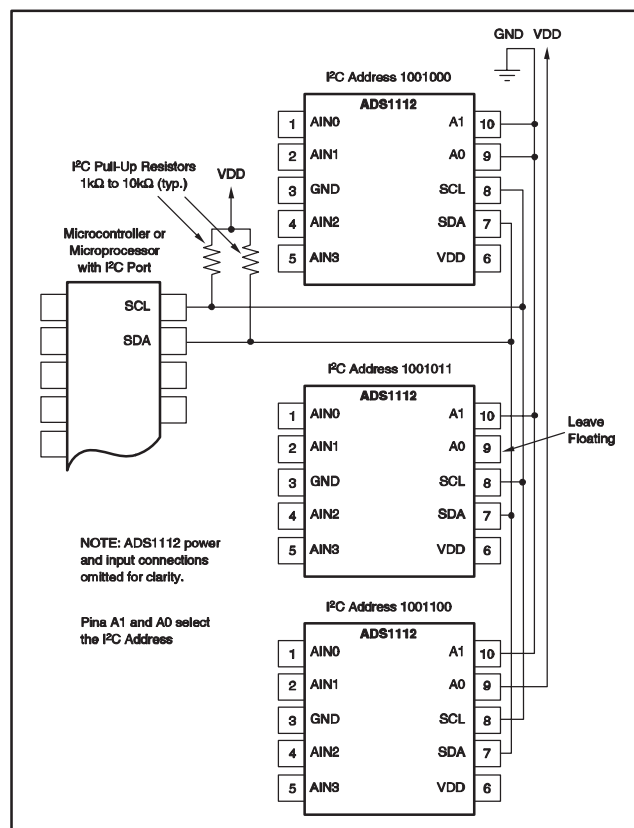 GND VDD
I²C Address 1001000
ADS1112
1 AIN0 A1 10
2 AIN1 A0 9
3 GND SCL 8
4 AIN2 SDA 7
5 AIN3 VDD 6
I²C Pull-Up Resistors
1kΩ to 10kΩ (typ.)
VDD
Microcontroller or
Microprocessor
with I²C Port
SCL
SDA
I²C Address 1001011
ADS1112
1 AIN0 A1 10
2 AIN1 A0 9
3 GND SCL 8
4 AIN2 SDA 7
5 AIN3 VDD 6
Leave
Floating
NOTE: ADS1112 power
and input connections
omitted for clarity.
Pina A1 and A0 select
the I²C Address
I²C Address 1001100
ADS1112
1 AIN0 A1 10
2 AIN1 A0 9
3 GND SCL 8
4 AIN2 SDA 7
5 AIN3 VDD 6